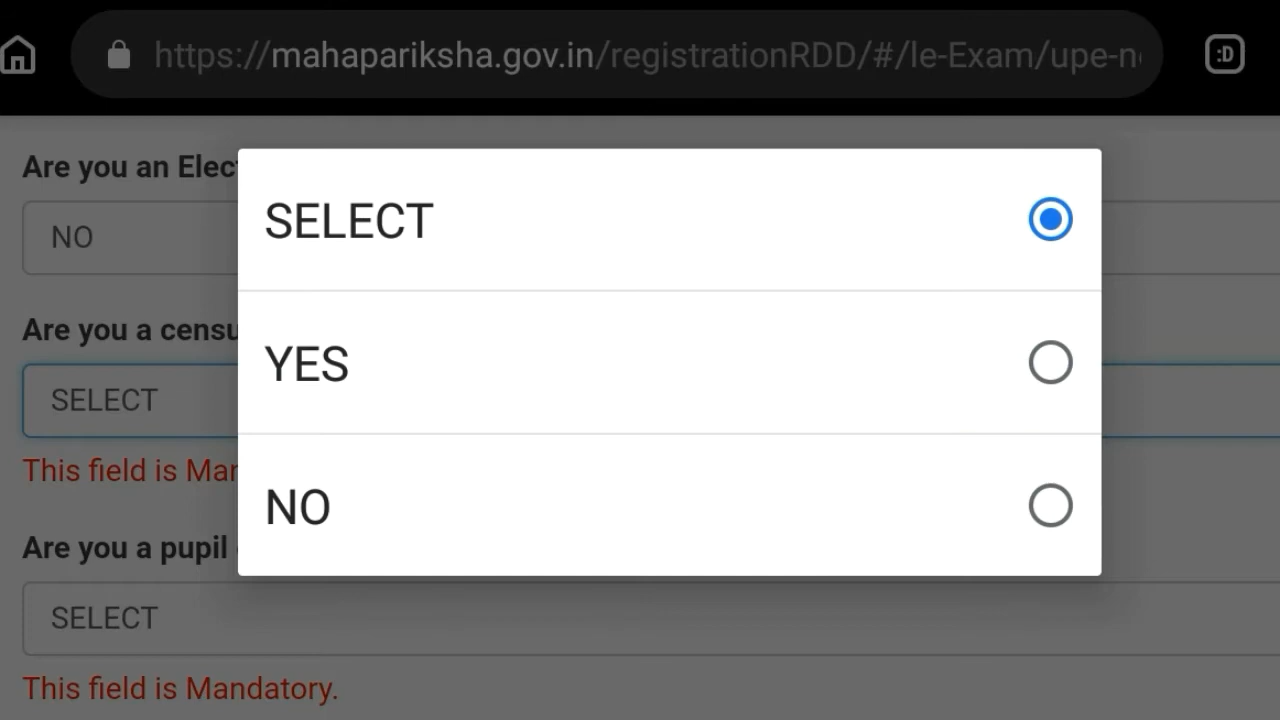 https://mahapariksha.gov.in/registrationRDD/#/le-Exam/upe-n
:D
Are you an Elec
NO
Are you a censu
SELECT
This field is Mar
Are you a pupil
SELECT
This field is Mandatory.
SELECT
YES
NO